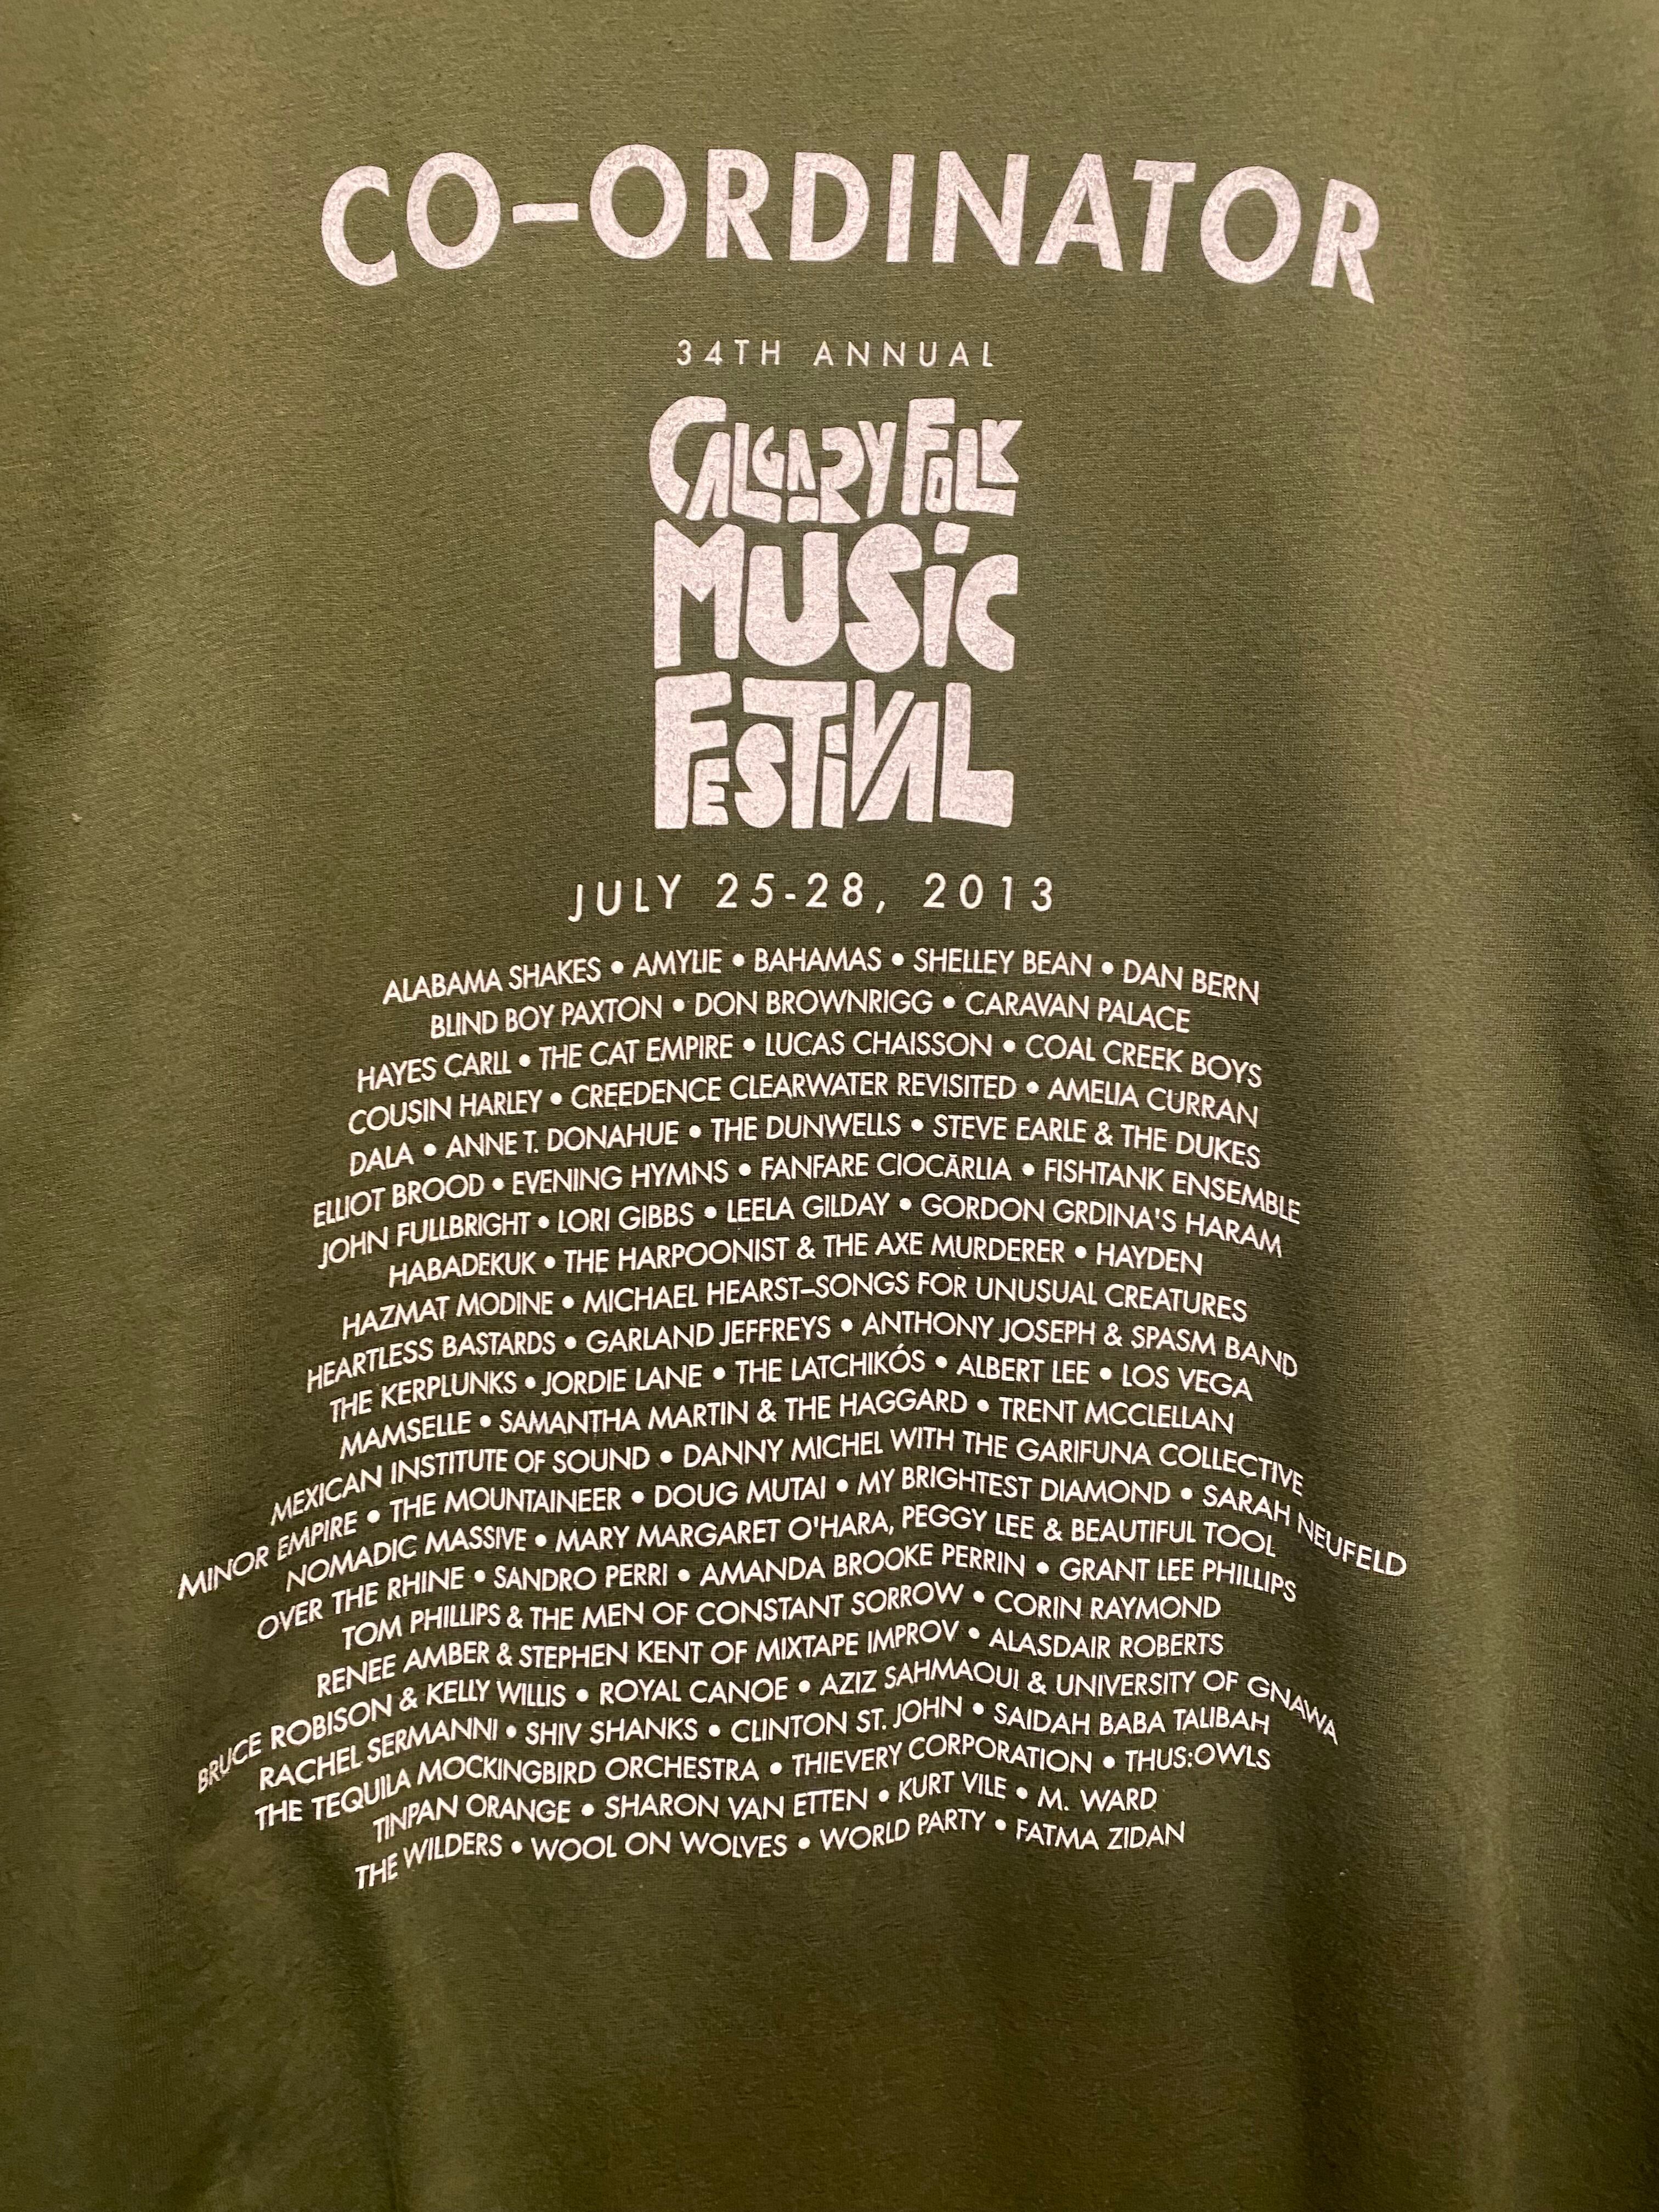 CO-ORDINATOR
34TH ANNUAL
CALGARY FOLK
MUSiC
FESTiVAL
JULY 25-28, 2013
ALABAMA SHAKES • AMYLIE • BAHAMAS • SHELLEY BEAN • DAN BERN
BLIND BOY PAXTON • DON BROWNRIGG • CARAVAN PALACE
HAYES CARLL • THE CAT EMPIRE • LUCAS CHAISSON • COAL CREEK BOYS
COUSIN HARLEY • CREEDENCE CLEARWATER REVISITED • AMELIA CURRAN
DALA • ANNE T. DONAHUE • THE DUNWELLS • STEVE EARLE & THE DUKES
ELLIOT BROOD • EVENING HYMNS • FANFARE CIOCĂRLIA • FISHTANK ENSEMBLE
JOHN FULLBRIGHT • LORI GIBBS • LEELA GILDAY • GORDON GRDINA'S HARAM
HABADEKUK • THE HARPOONIST & THE AXE MURDERER • HAYDEN
HAZMAT MODINE • MICHAEL HEARST–SONGS FOR UNUSUAL CREATURES
HEARTLESS BASTARDS • GARLAND JEFFREYS • ANTHONY JOSEPH & SPASM BAND
THE KERPLUNKS • JORDIE LANE • THE LATCHIKÓS • ALBERT LEE • LOS VEGA
MAMSELLE • SAMANTHA MARTIN & THE HAGGARD • TRENT MCCLELLAN
MEXICAN INSTITUTE OF SOUND • DANNY MICHEL WITH THE GARIFUNA COLLECTIVE
MINOR EMPIRE • THE MOUNTAINEER • DOUG MUTAI • MY BRIGHTEST DIAMOND • SARAH NEUFELD
NOMADIC MASSIVE • MARY MARGARET O'HARA, PEGGY LEE & BEAUTIFUL TOOL
OVER THE RHINE • SANDRO PERRI • AMANDA BROOKE PERRIN • GRANT LEE PHILLIPS
TOM PHILLIPS & THE MEN OF CONSTANT SORROW • CORIN RAYMOND
RENEE AMBER & STEPHEN KENT OF MIXTAPE IMPROV • ALASDAIR ROBERTS
BRUCE ROBISON & KELLY WILLIS • ROYAL CANOE • AZIZ SAHMAOUI & UNIVERSITY OF GNAWA
RACHEL SERMANNI • SHIV SHANKS • CLINTON ST. JOHN • SAIDAH BABA TALIBAH
THE TEQUILA MOCKINGBIRD ORCHESTRA • THIEVERY CORPORATION • THUS:OWLS
TINPAN ORANGE • SHARON VAN ETTEN • KURT VILE • M. WARD
THE WILDERS • WOOL ON WOLVES • WORLD PARTY • FATMA ZIDAN